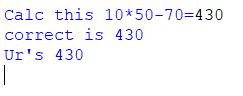 Calc this 10*50-70=430
correct is 430
Ur's 430